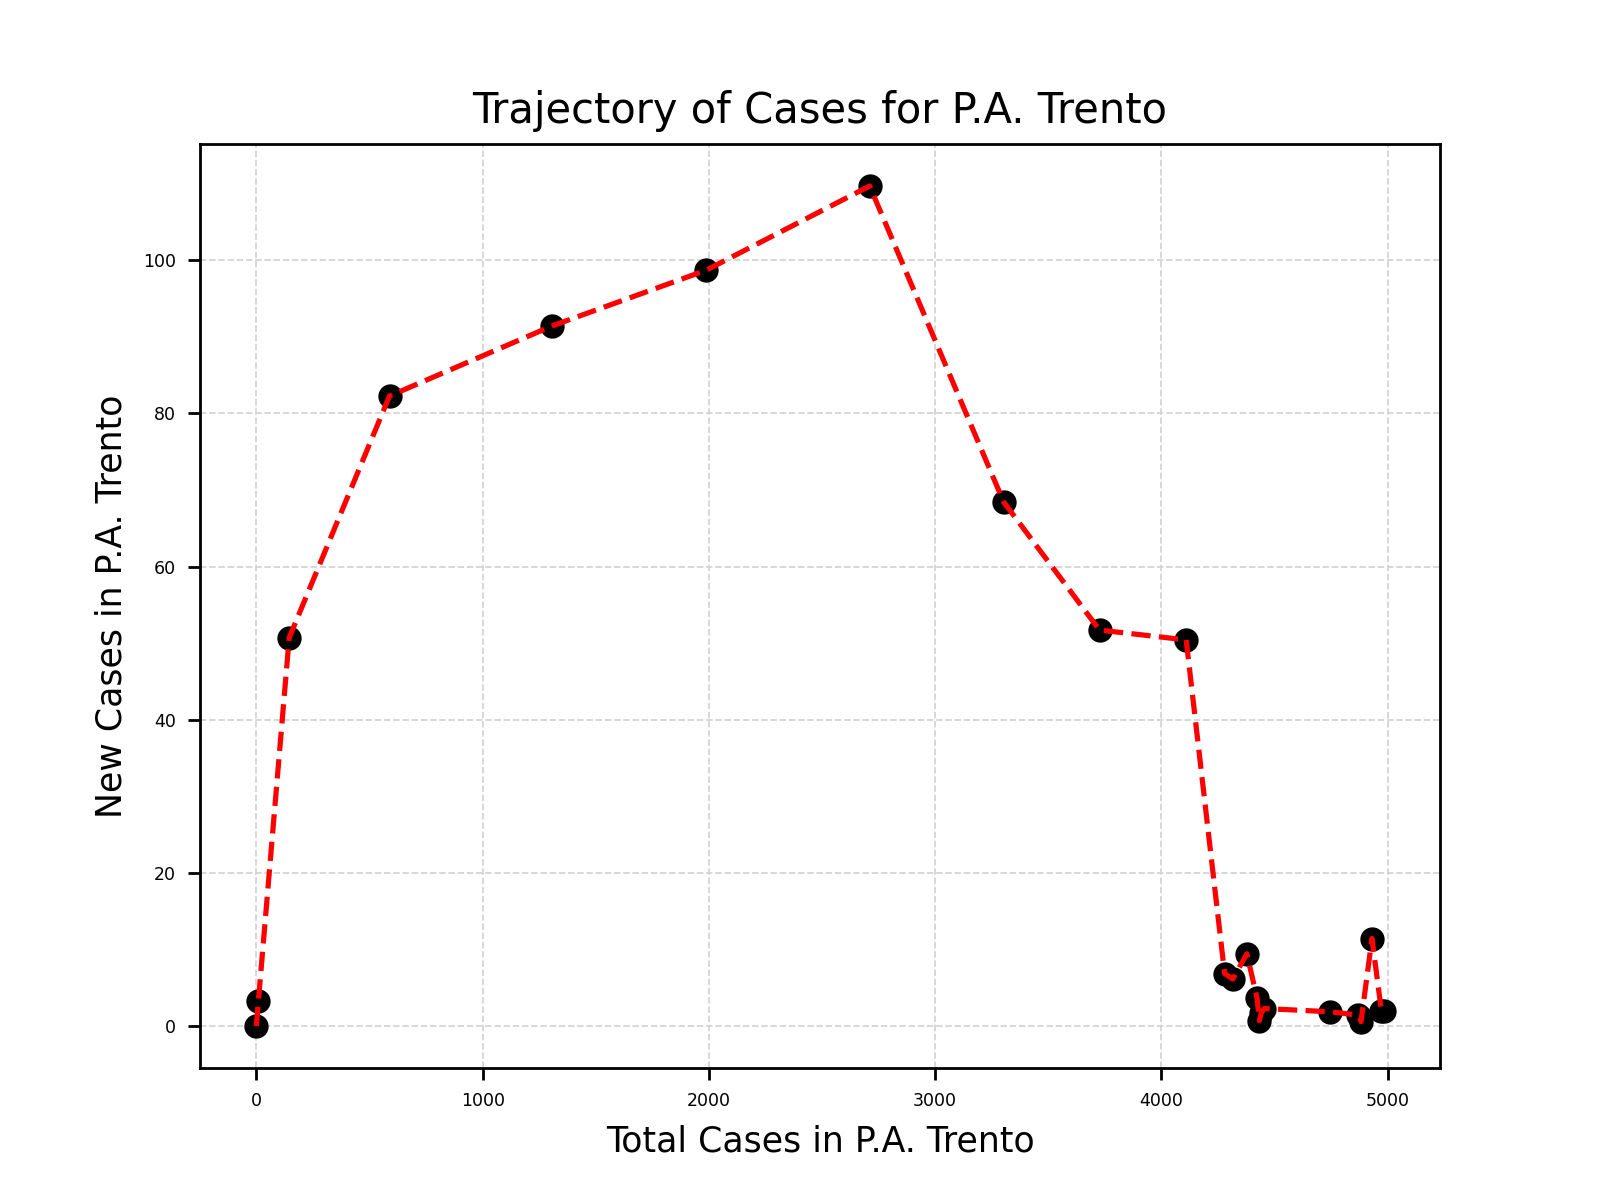 Trajectory of Cases for P.A. Trento
New Cases in P.A. Trento
100
80
60
40
20
0
0 1000 2000 3000 4000 5000
Total Cases in P.A. Trento